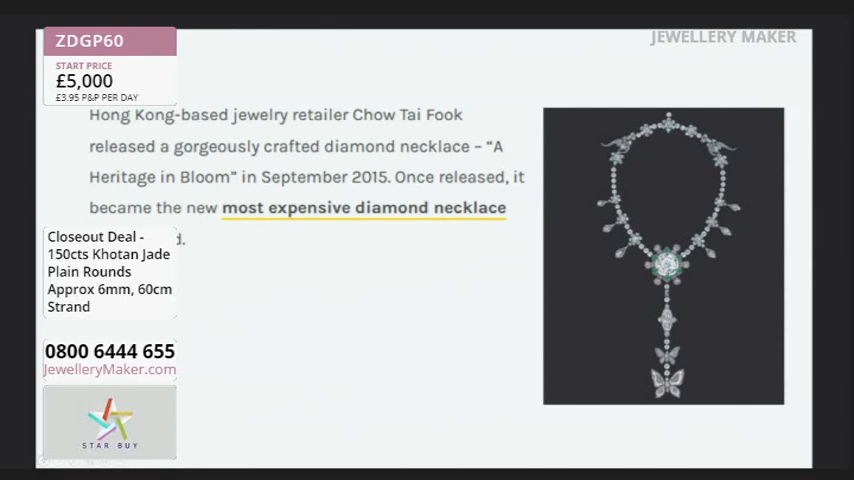 ZDGP60
START PRICE
£5,000
£3.95 P&P PER DAY
JEWELLERY MAKER
Hong Kong-based jewelry retailer Chow Tai Fook
released a gorgeously crafted diamond necklace – “A
Heritage in Bloom” in September 2015. Once released, it
became the new most expensive diamond necklace
d.
Closeout Deal -
150cts Khotan Jade
Plain Rounds
Approx 6mm, 60cm
Strand
0800 6444 655
JewelleryMaker.com
STAR BUY